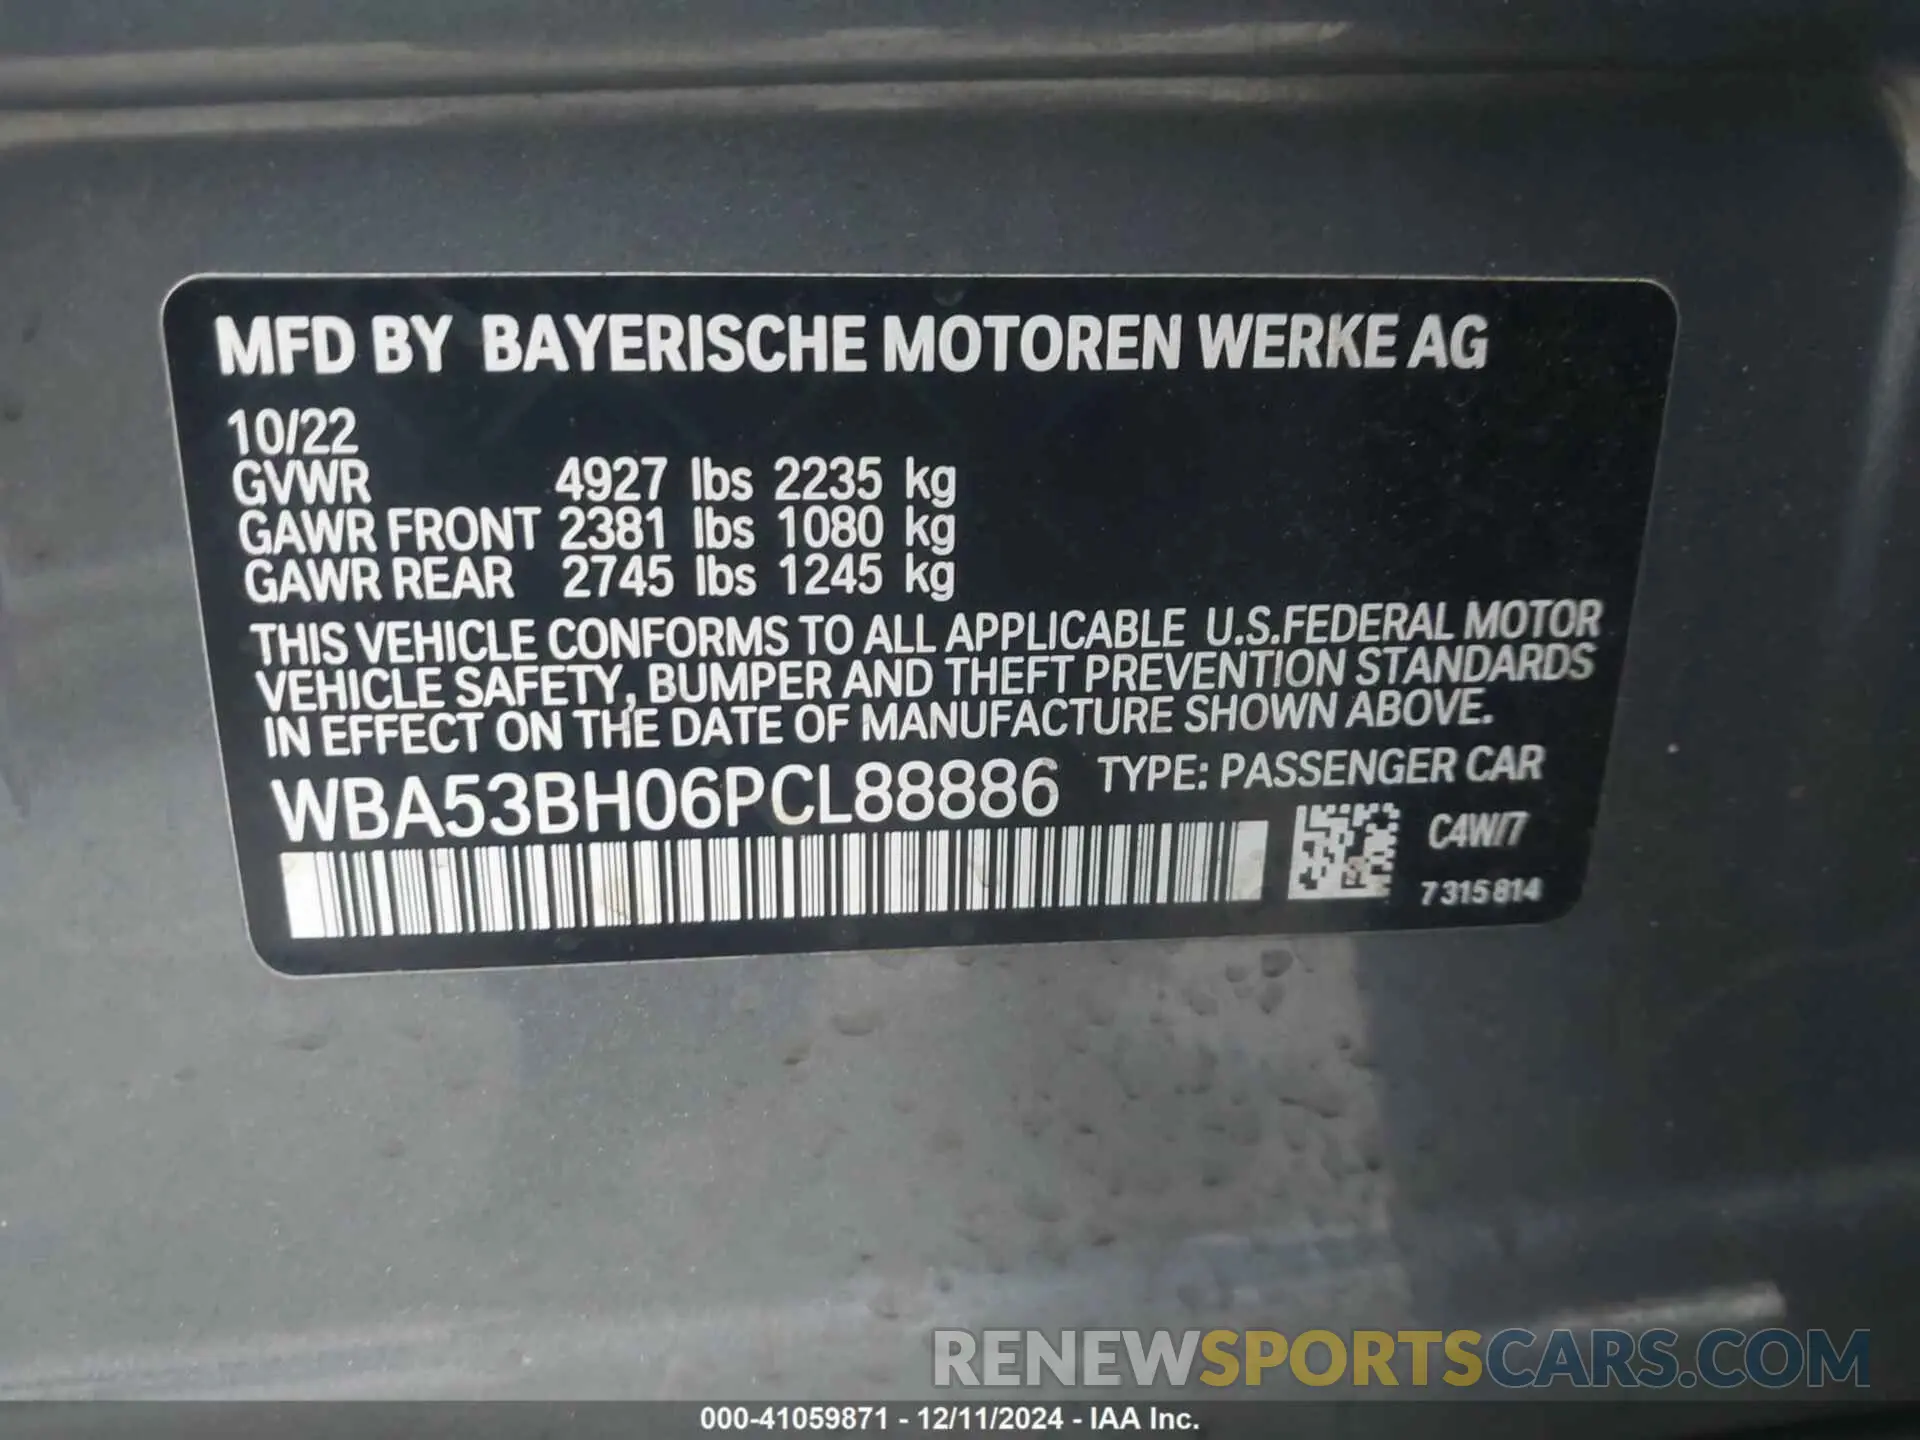 MFD BY BAYERISCHE MOTOREN WERKE AG
10/22
GVWR 4927 lbs 2235 kg
GAWR FRONT 2381 lbs 1080 kg
GAWR REAR 2745 lbs 1245 kg
THIS VEHICLE CONFORMS TO ALL APPLICABLE U.S.FEDERAL MOTOR
VEHICLE SAFETY, BUMPER AND THEFT PREVENTION STANDARDS
IN EFFECT ON THE DATE OF MANUFACTURE SHOWN ABOVE.
WBA53BH06PCL88886 TYPE: PASSENGER CAR
C4W/7
7315814
RENEWSPORTSCARS.COM
000-41059871 - 12/11/2024 - IAA Inc.